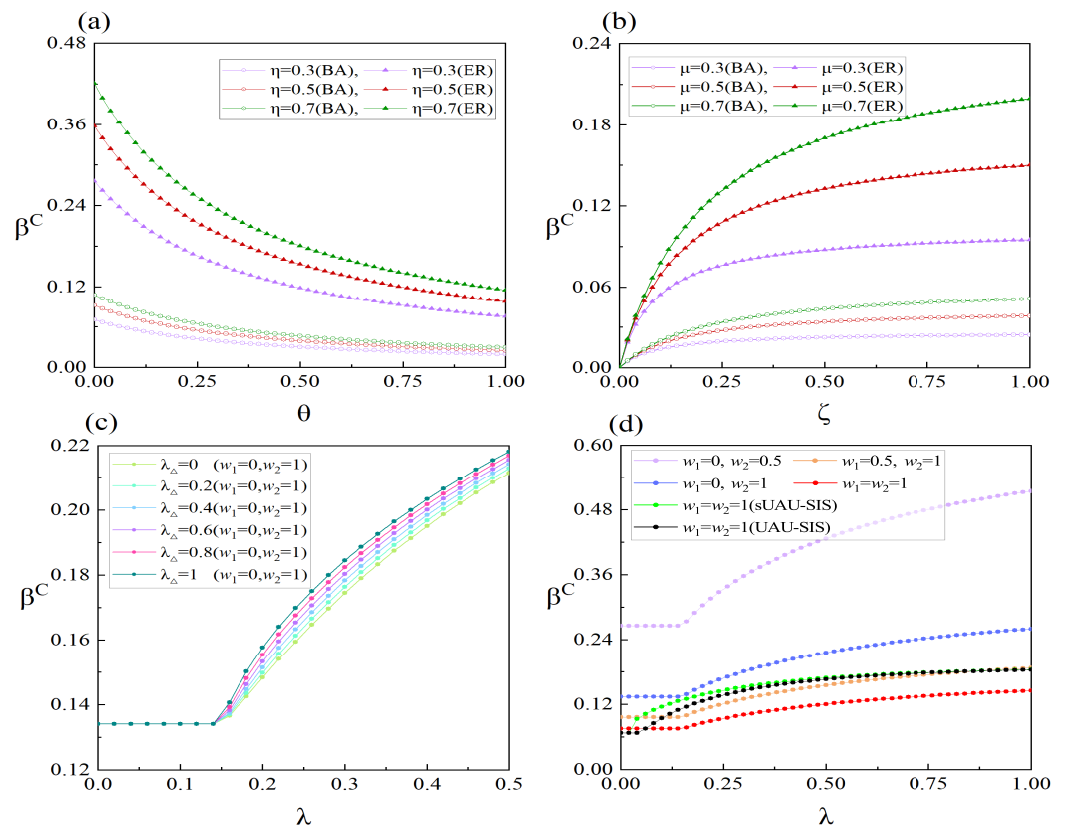 (a)
0.48
0.36
0.24
0.12
0.00
β^C
η=0.3(BA), η=0.3(ER)
η=0.5(BA), η=0.5(ER)
η=0.7(BA), η=0.7(ER)
0.00 0.25 0.50 0.75 1.00
θ
(b)
0.24
0.18
0.12
0.06
0.00
β^C
μ=0.3(BA), μ=0.3(ER)
μ=0.5(BA), μ=0.5(ER)
μ=0.7(BA), μ=0.7(ER)
0.00 0.25 0.50 0.75 1.00
ζ
(c)
0.22
0.20
0.18
0.16
0.14
0.12
β^C
λ_△=0 (w₁=0,w₂=1)
λ_△=0.2(w₁=0,w₂=1)
λ_△=0.4(w₁=0,w₂=1)
λ_△=0.6(w₁=0,w₂=1)
λ_△=0.8(w₁=0,w₂=1)
λ_△=1 (w₁=0,w₂=1)
0.0 0.1 0.2 0.3 0.4 0.5
λ
(d)
0.60
0.48
0.36
0.24
0.12
0.00
β^C
w₁=0, w₂=0.5 w₁=0.5, w₂=1
w₁=0, w₂=1 w₁=w₂=1
w₁=w₂=1(sUAU-SIS)
w₁=w₂=1(UAU-SIS)
0.00 0.25 0.50 0.75 1.00
λ